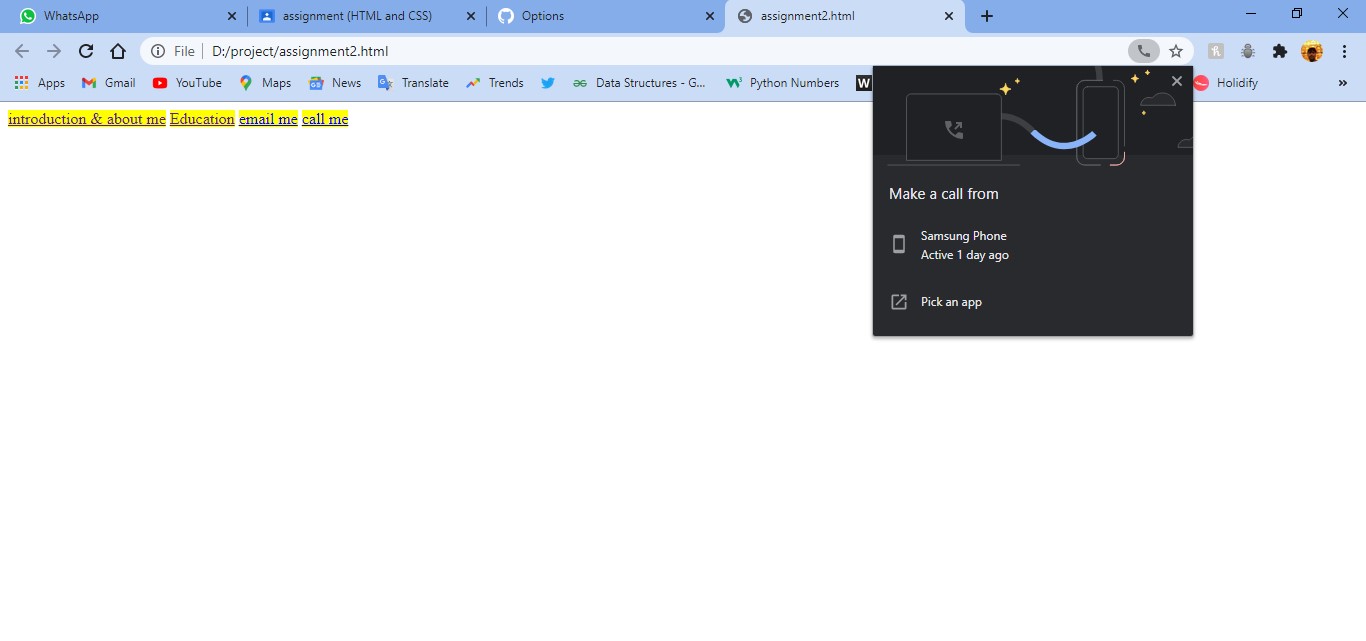 WhatsApp
assignment (HTML and CSS)
Options
assignment2.html
File
D:/project/assignment2.html
Apps
Gmail
YouTube
Maps
News
Translate
Trends
Data Structures - G...
W3
Python Numbers
W
Holidify
»
introduction & about me Education email me call me
Make a call from
Samsung Phone
Active 1 day ago
Pick an app